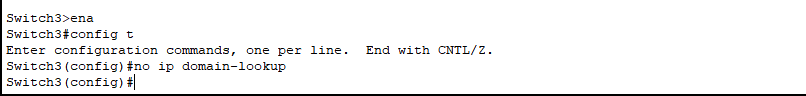 Switch3>ena
Switch3#config t
Enter configuration commands, one per line.  End with CNTL/Z.
Switch3(config)#no ip domain-lookup
Switch3(config)#